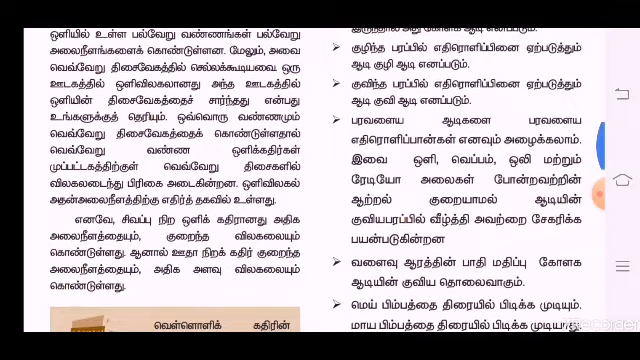 ஒளியில் உள்ள பல்வேறு வண்ணங்கள் பல்வேறு
அலைநீளங்களைக் கொண்டுள்ளன. மேலும், அவை
வெவ்வேறு திசைவேகத்தில் செல்லக்கூடியவை. ஒரு
ஊடகத்தில் ஒளிவிலகலானது அந்த ஊடகத்தில்
ஒளியின் திசைவேகத்தைச் சார்ந்தது என்பது
உங்களுக்குத் தெரியும். ஒவ்வொரு வண்ணமும்
வெவ்வேறு திசைவேகத்தைக் கொண்டுள்ளதால்
வெவ்வேறு வண்ண ஒளிக்கதிர்கள்
முப்பட்டகத்திற்குள் வெவ்வேறு திசைகளில்
விலகலடைந்து பிரிகை அடைகின்றன. ஒளிவிலகல்
அதன்அலைநீளத்திற்கு எதிர்த் தகவில் உள்ளது.
எனவே, சிவப்பு நிற ஒளிக் கதிரானது அதிக
அலைநீளத்தையும், குறைந்த விலகலையும்
கொண்டுள்ளது. ஆனால் ஊதா நிறக் கதிர் குறைந்த
அலைநீளத்தையும், அதிக அளவு விலகலையும்
கொண்டுள்ளது.
வெள்ளொளிக் கதிரின்
இருந்தால் அது கோளக ஆடி எனப்படும்.
➢ குழிந்த பரப்பில் எதிரொளிப்பினை ஏற்படுத்தும்
ஆடி குழி ஆடி எனப்படும்.
➢ குவிந்த பரப்பில் எதிரொளிப்பினை ஏற்படுத்தும்
ஆடி குவி ஆடி எனப்படும்.
➢ பரவளைய ஆடிகளை பரவளைய
எதிரொளிப்பான்கள் எனவும் அழைக்கலாம்.
இவை ஒளி, வெப்பம், ஒலி மற்றும்
ரேடியோ அலைகள் போன்றவற்றின்
ஆற்றல் குறையாமல் ஆடியின்
குவியபரப்பில் வீழ்த்தி அவற்றை சேகரிக்க
பயன்படுகின்றன
➢ வளைவு ஆரத்தின் பாதி மதிப்பு கோளக
ஆடியின் குவிய தொலைவாகும்.
➢ மெய் பிம்பத்தை திரையில் பிடிக்க முடியும்.
மாய பிம்பத்தை திரையில் பிடிக்க முடியாது.